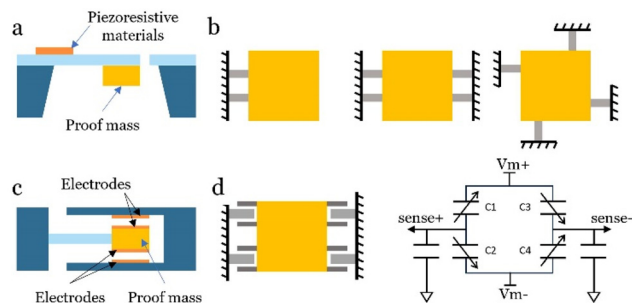 a
Piezoresistive
materials
Proof mass
b
c
Electrodes
Electrodes
Proof mass
d
Vm+
C1
C3
sense+
sense-
C2
C4
Vm-